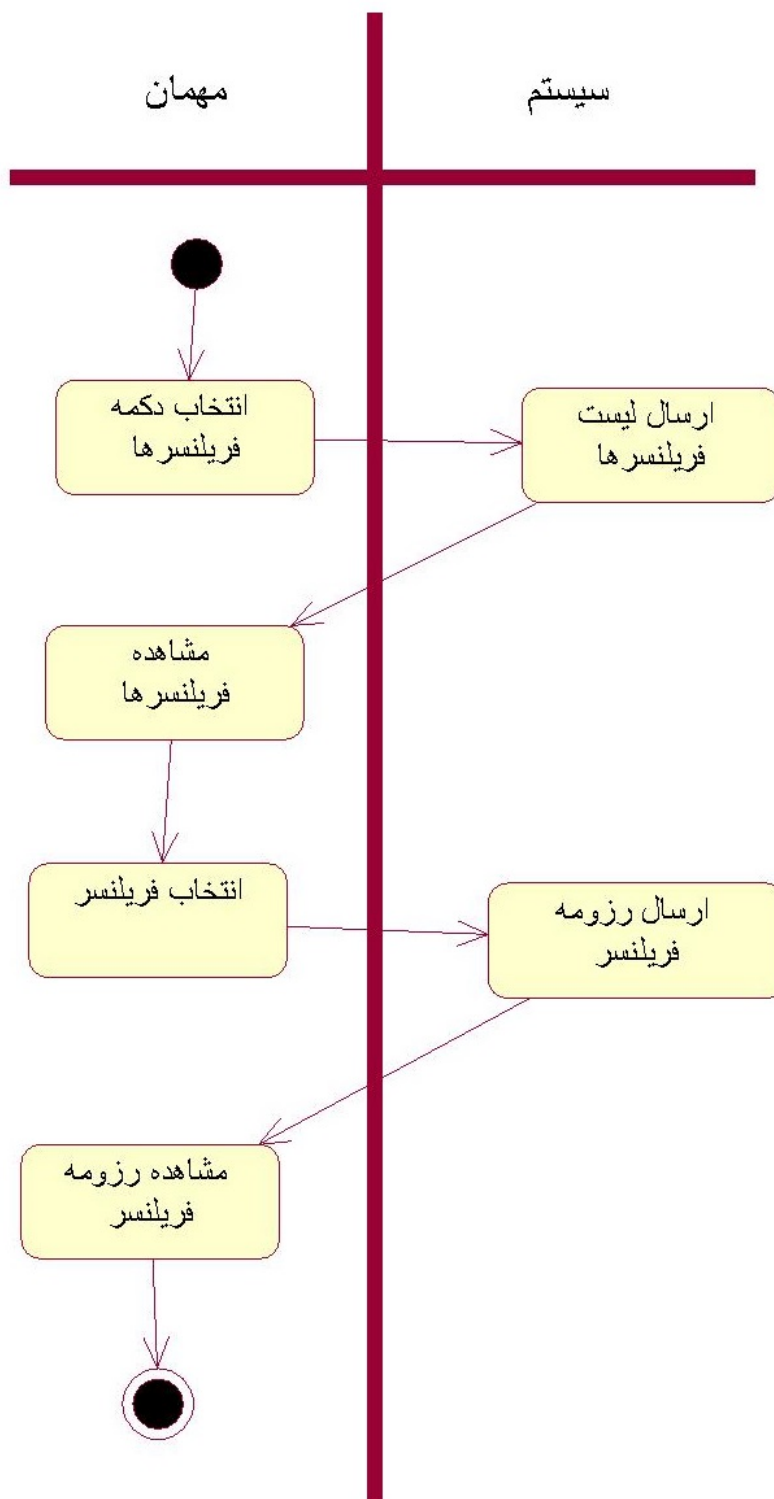 مهمان
سیستم
انتخاب دکمه
فریلنسرها
ارسال لیست
فریلنسرها
مشاهده
فریلنسرها
انتخاب فریلنسر
ارسال رزومه
فریلنسر
مشاهده رزومه
فریلنسر